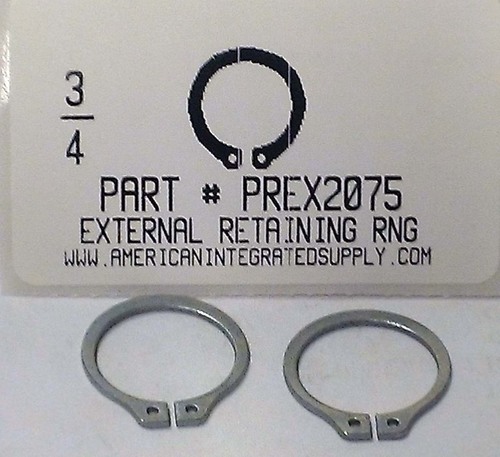 3
4
PART # PREX2075
EXTERNAL RETAINING RNG
WWW.AMERICANINTEGRATEDSUPPLY.COM